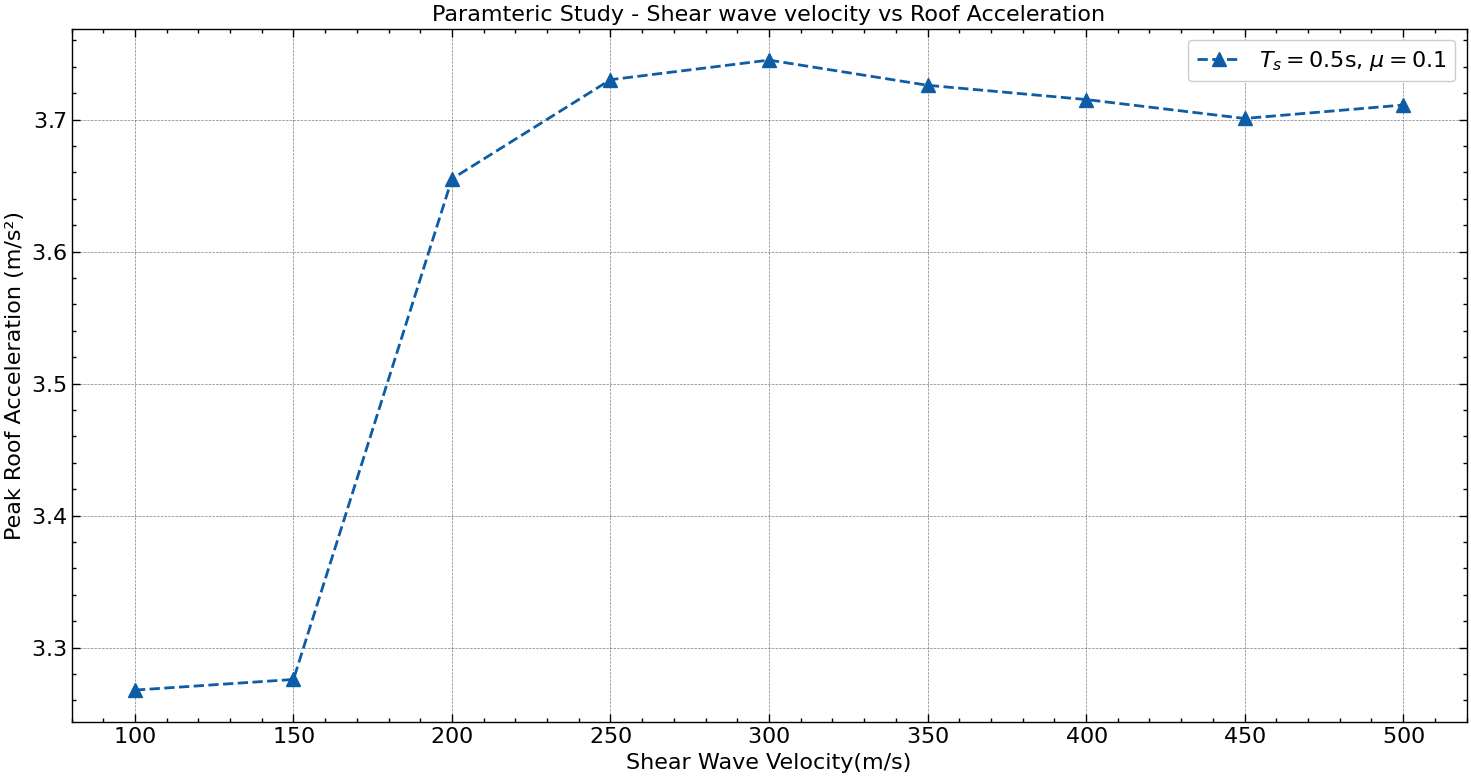 Paramteric Study - Shear wave velocity vs Roof Acceleration
Tₛ = 0.5s, μ = 0.1
Peak Roof Acceleration (m/s²)
3.7
3.6
3.5
3.4
3.3
100 150 200 250 300 350 400 450 500
Shear Wave Velocity(m/s)